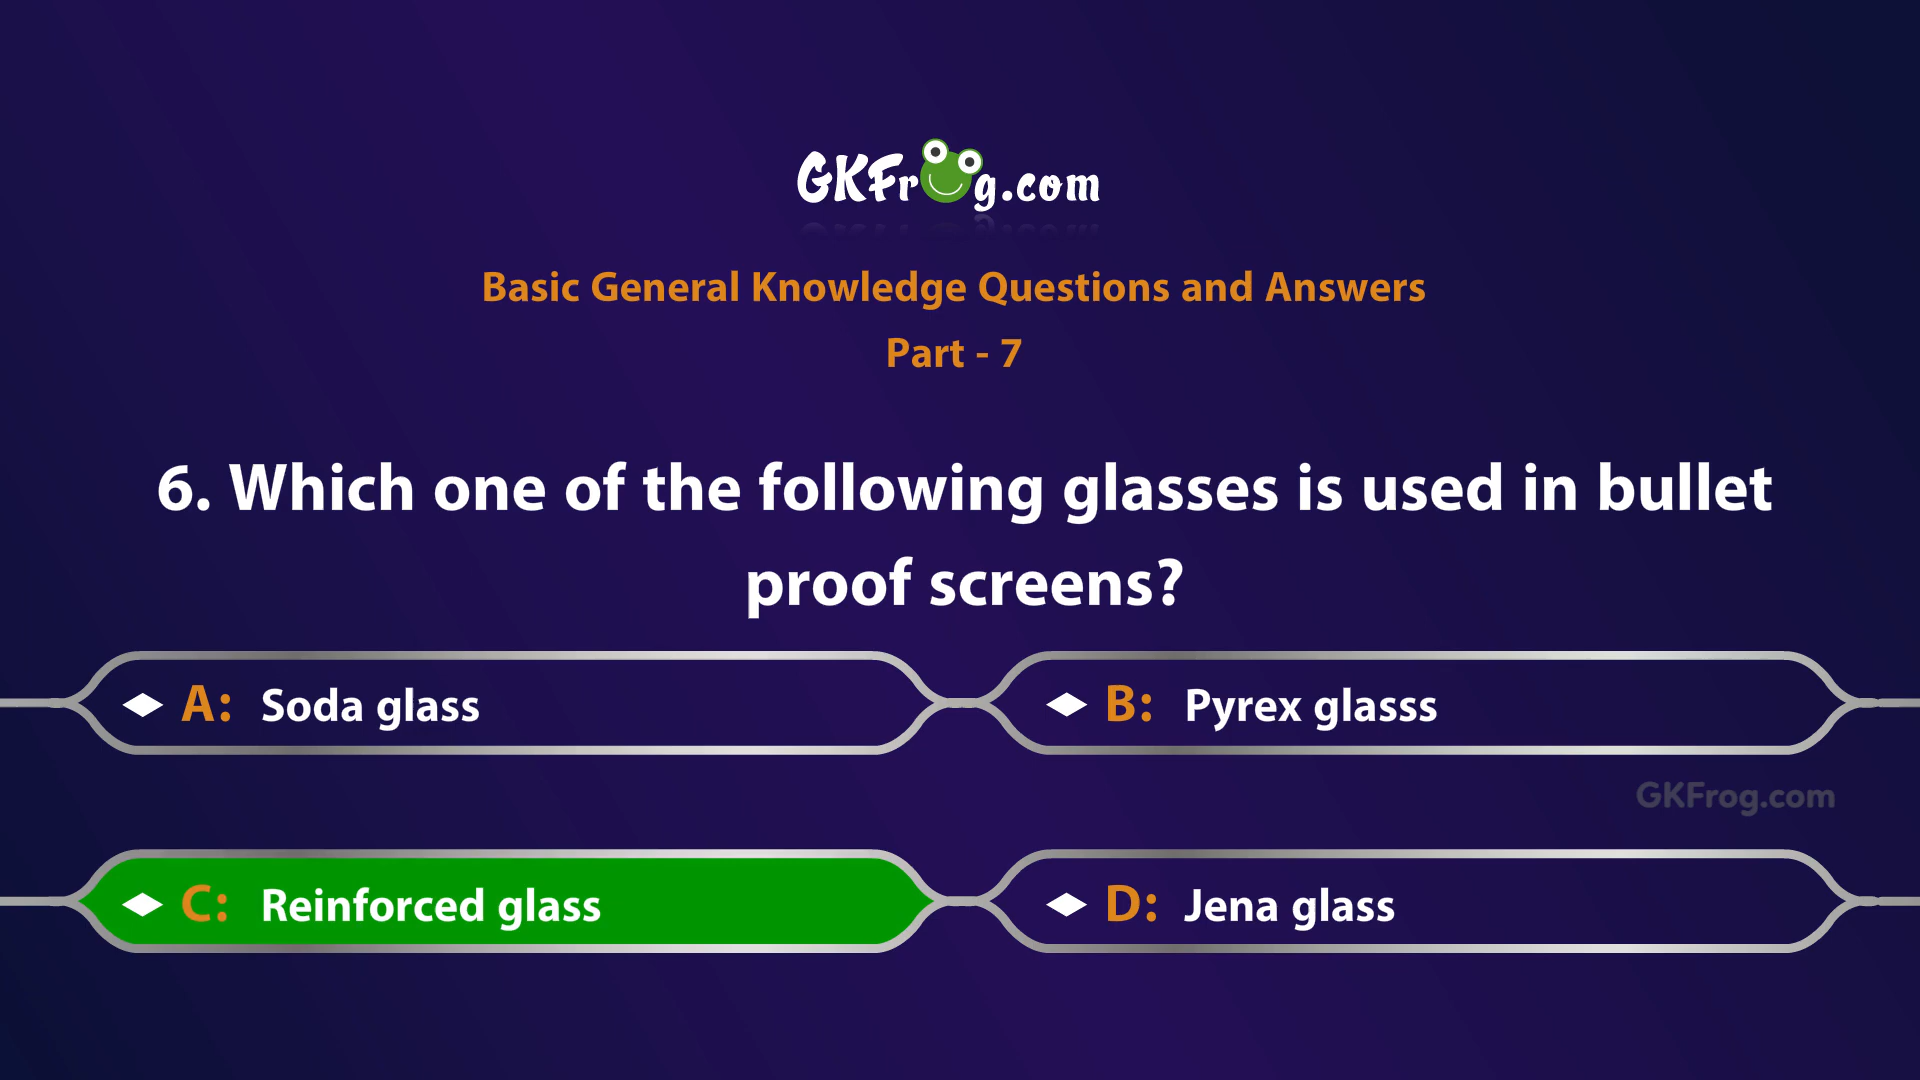 GKFrog.com
Basic General Knowledge Questions and Answers
Part - 7
6. Which one of the following glasses is used in bullet
proof screens?
A: Soda glass
B: Pyrex glasss
GKFrog.com
C: Reinforced glass
D: Jena glass